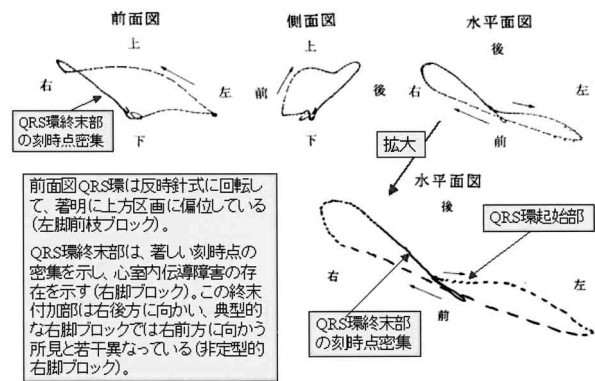 前面図
側面図
水平面図
上
上
後
右
左
前
後
右
左
下
下
前
QRS環終末部
の刻時点密集
拡大
前面図QRS環は反時針式に回転し
て、著明に上方区画に偏位している
(左脚前枝ブロック)。
QRS環終末部は、著しい刻時点の
密集を示し、心室内伝導障害の存
在を示す(右脚ブロック)。この終末
付加部は右後方に向かい、典型的
な右脚ブロックでは右前方に向かう
所見と若干異なっている(非定型的
右脚ブロック)。
水平面図
後
QRS環起始部
右
左
前
QRS環終末部
の刻時点密集